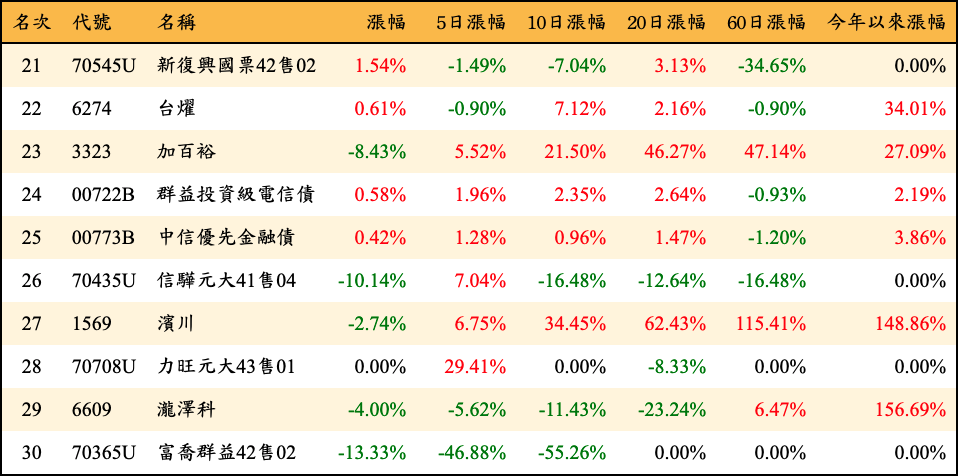 名次 代號 名稱 漲幅 5日漲幅 10日漲幅 20日漲幅 60日漲幅 今年以來漲幅
21 70545U 新復興國票42售02 1.54% -1.49% -7.04% 3.13% -34.65% 0.00%
22 6274 台燿 0.61% -0.90% 7.12% 2.16% -0.90% 34.01%
23 3323 加百裕 -8.43% 5.52% 21.50% 46.27% 47.14% 27.09%
24 00722B 群益投資級電信債 0.58% 1.96% 2.35% 2.64% -0.93% 2.19%
25 00773B 中信優先金融債 0.42% 1.28% 0.96% 1.47% -1.20% 3.86%
26 70435U 信驊元大41售04 -10.14% 7.04% -16.48% -12.64% -16.48% 0.00%
27 1569 濱川 -2.74% 6.75% 34.45% 62.43% 115.41% 148.86%
28 70708U 力旺元大43售01 0.00% 29.41% 0.00% -8.33% 0.00% 0.00%
29 6609 瀧澤科 -4.00% -5.62% -11.43% -23.24% 6.47% 156.69%
30 70365U 富喬群益42售02 -13.33% -46.88% -55.26% 0.00% 0.00% 0.00%